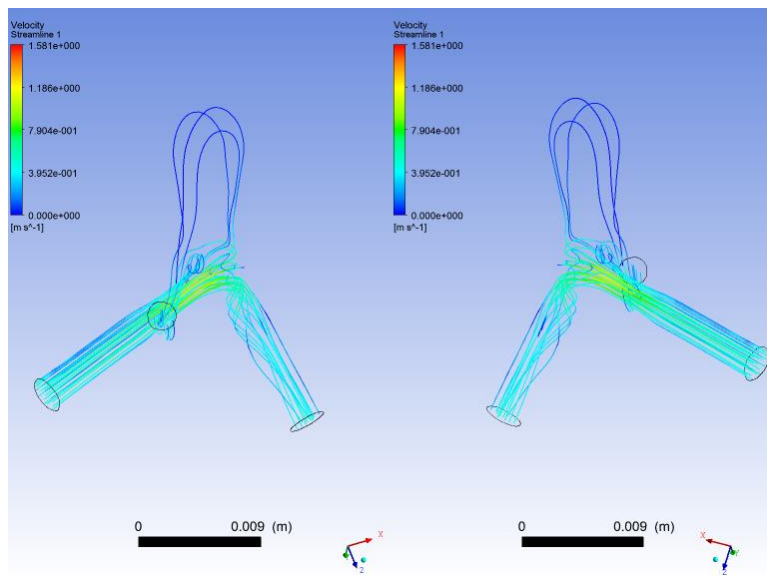 Velocity
Streamline 1
1.581e+000
1.186e+000
7.904e-001
3.952e-001
0.000e+000
[m s^-1]
0 0.009 (m)
X
Z
Velocity
Streamline 1
1.581e+000
1.186e+000
7.904e-001
3.952e-001
0.000e+000
[m s^-1]
0 0.009 (m)
X
Y
Z